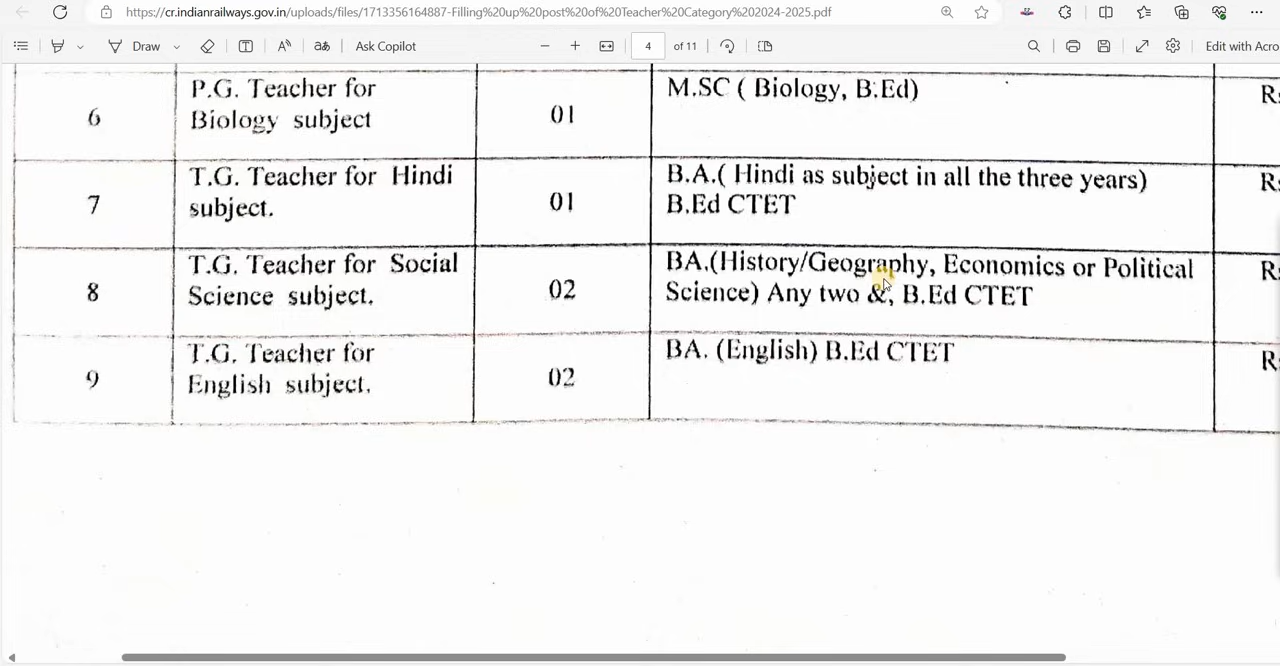 https://cr.indianrailways.gov.in/uploads/files/1713356164887-Filling%20up%20post%20of%20Teacher%20Category%202024-2025.pdf
Draw
Ask Copilot
4 of 11
Edit with Acro
6 P.G. Teacher for Biology subject 01 M.SC ( Biology, B.Ed) R
7 T.G. Teacher for Hindi subject. 01 B.A.( Hindi as subject in all the three years) B.Ed CTET R
8 T.G. Teacher for Social Science subject. 02 BA.(History/Geography, Economics or Political Science) Any two &, B.Ed CTET R
9 T.G. Teacher for English subject. 02 BA. (English) B.Ed CTET R